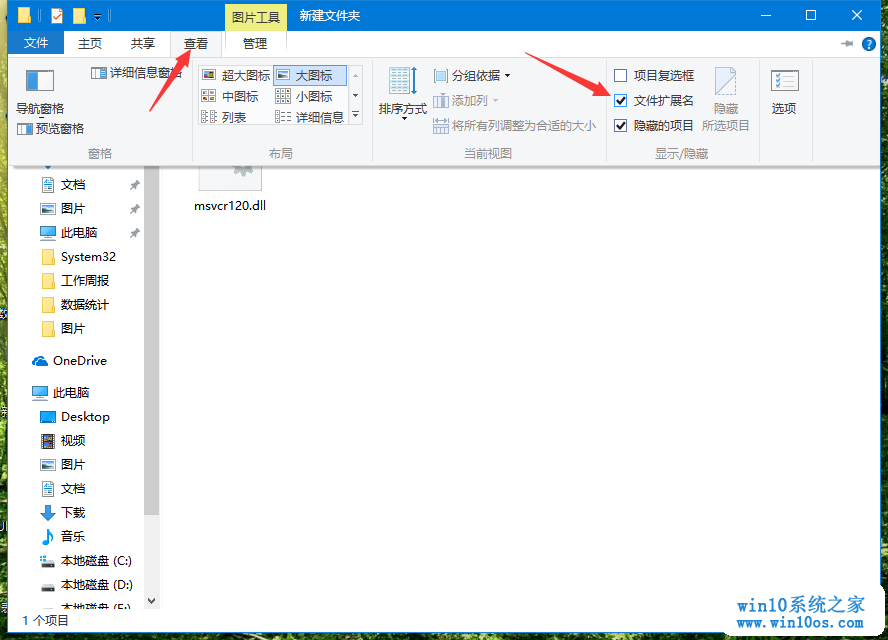 图片工具
新建文件夹
文件
主页
共享
查看
管理
导航窗格
预览窗格
详细信息窗格
窗格
超大图标
大图标
中图标
小图标
列表
详细信息
布局
排序方式
分组依据
添加列
将所有列调整为合适的大小
当前视图
项目复选框
文件扩展名
隐藏的项目
隐藏
所选项目
显示/隐藏
选项
文档
图片
此电脑
System32
工作周报
数据统计
图片
OneDrive
此电脑
Desktop
视频
图片
文档
下载
音乐
本地磁盘 (C:)
本地磁盘 (D:)
msvcr120.dll
1 个项目
win10系统之家
www.win10os.com